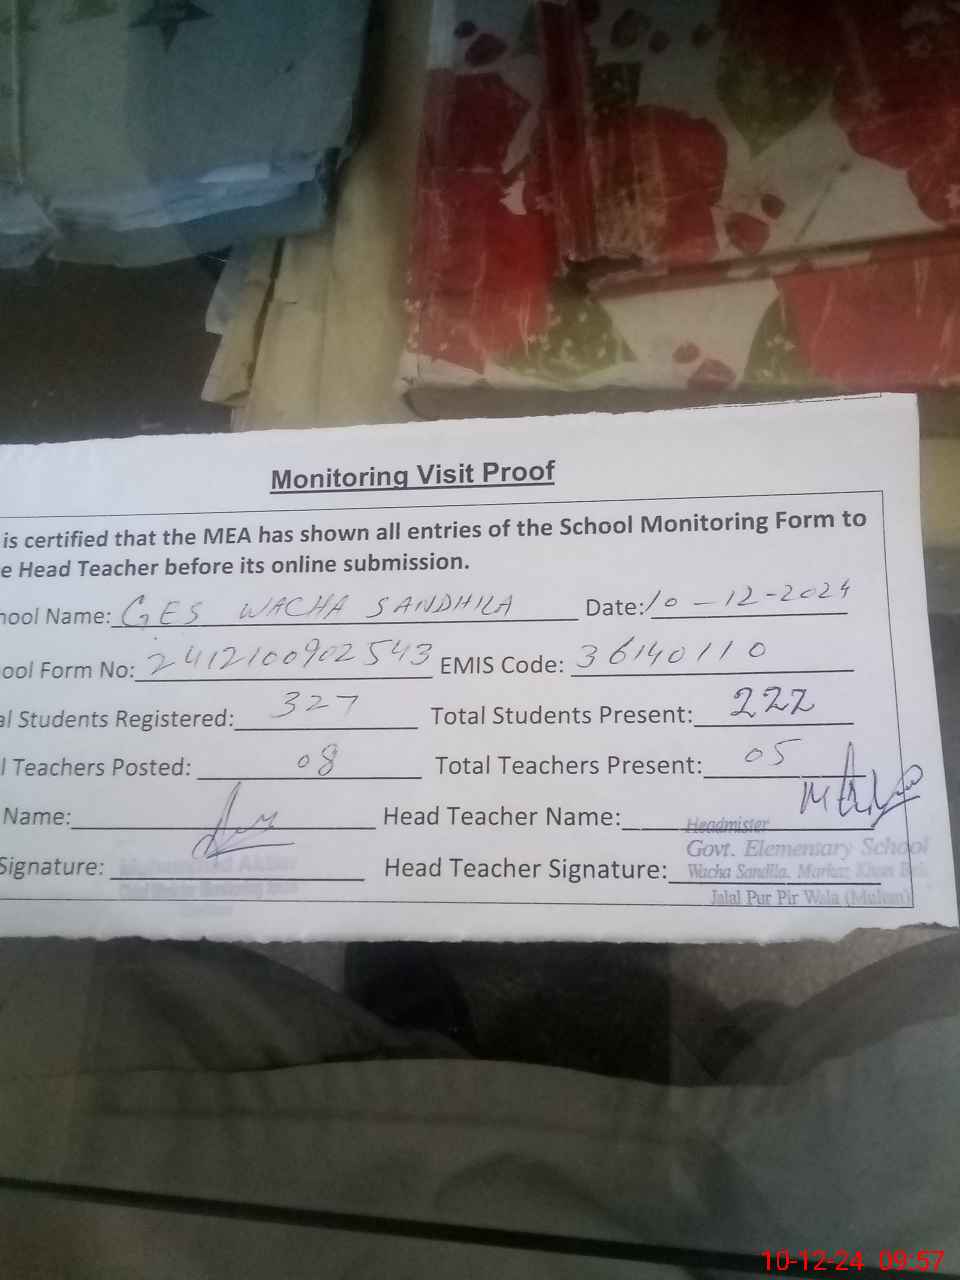 Monitoring Visit Proof
is certified that the MEA has shown all entries of the School Monitoring Form to
e Head Teacher before its online submission.
hool Name: GES WACHA SANDHILA Date: 10-12-2024
ool Form No: 2412100902543 EMIS Code: 36140110
al Students Registered: 327 Total Students Present: 222
l Teachers Posted: 08 Total Teachers Present: 05
Name: Head Teacher Name:
Headmister
Signature: Head Teacher Signature:
Govt. Elementary School
Wacha Sandila. Markaz Khan
Jalal Pur Pir Wala (Multan)
10-12-24 09:57